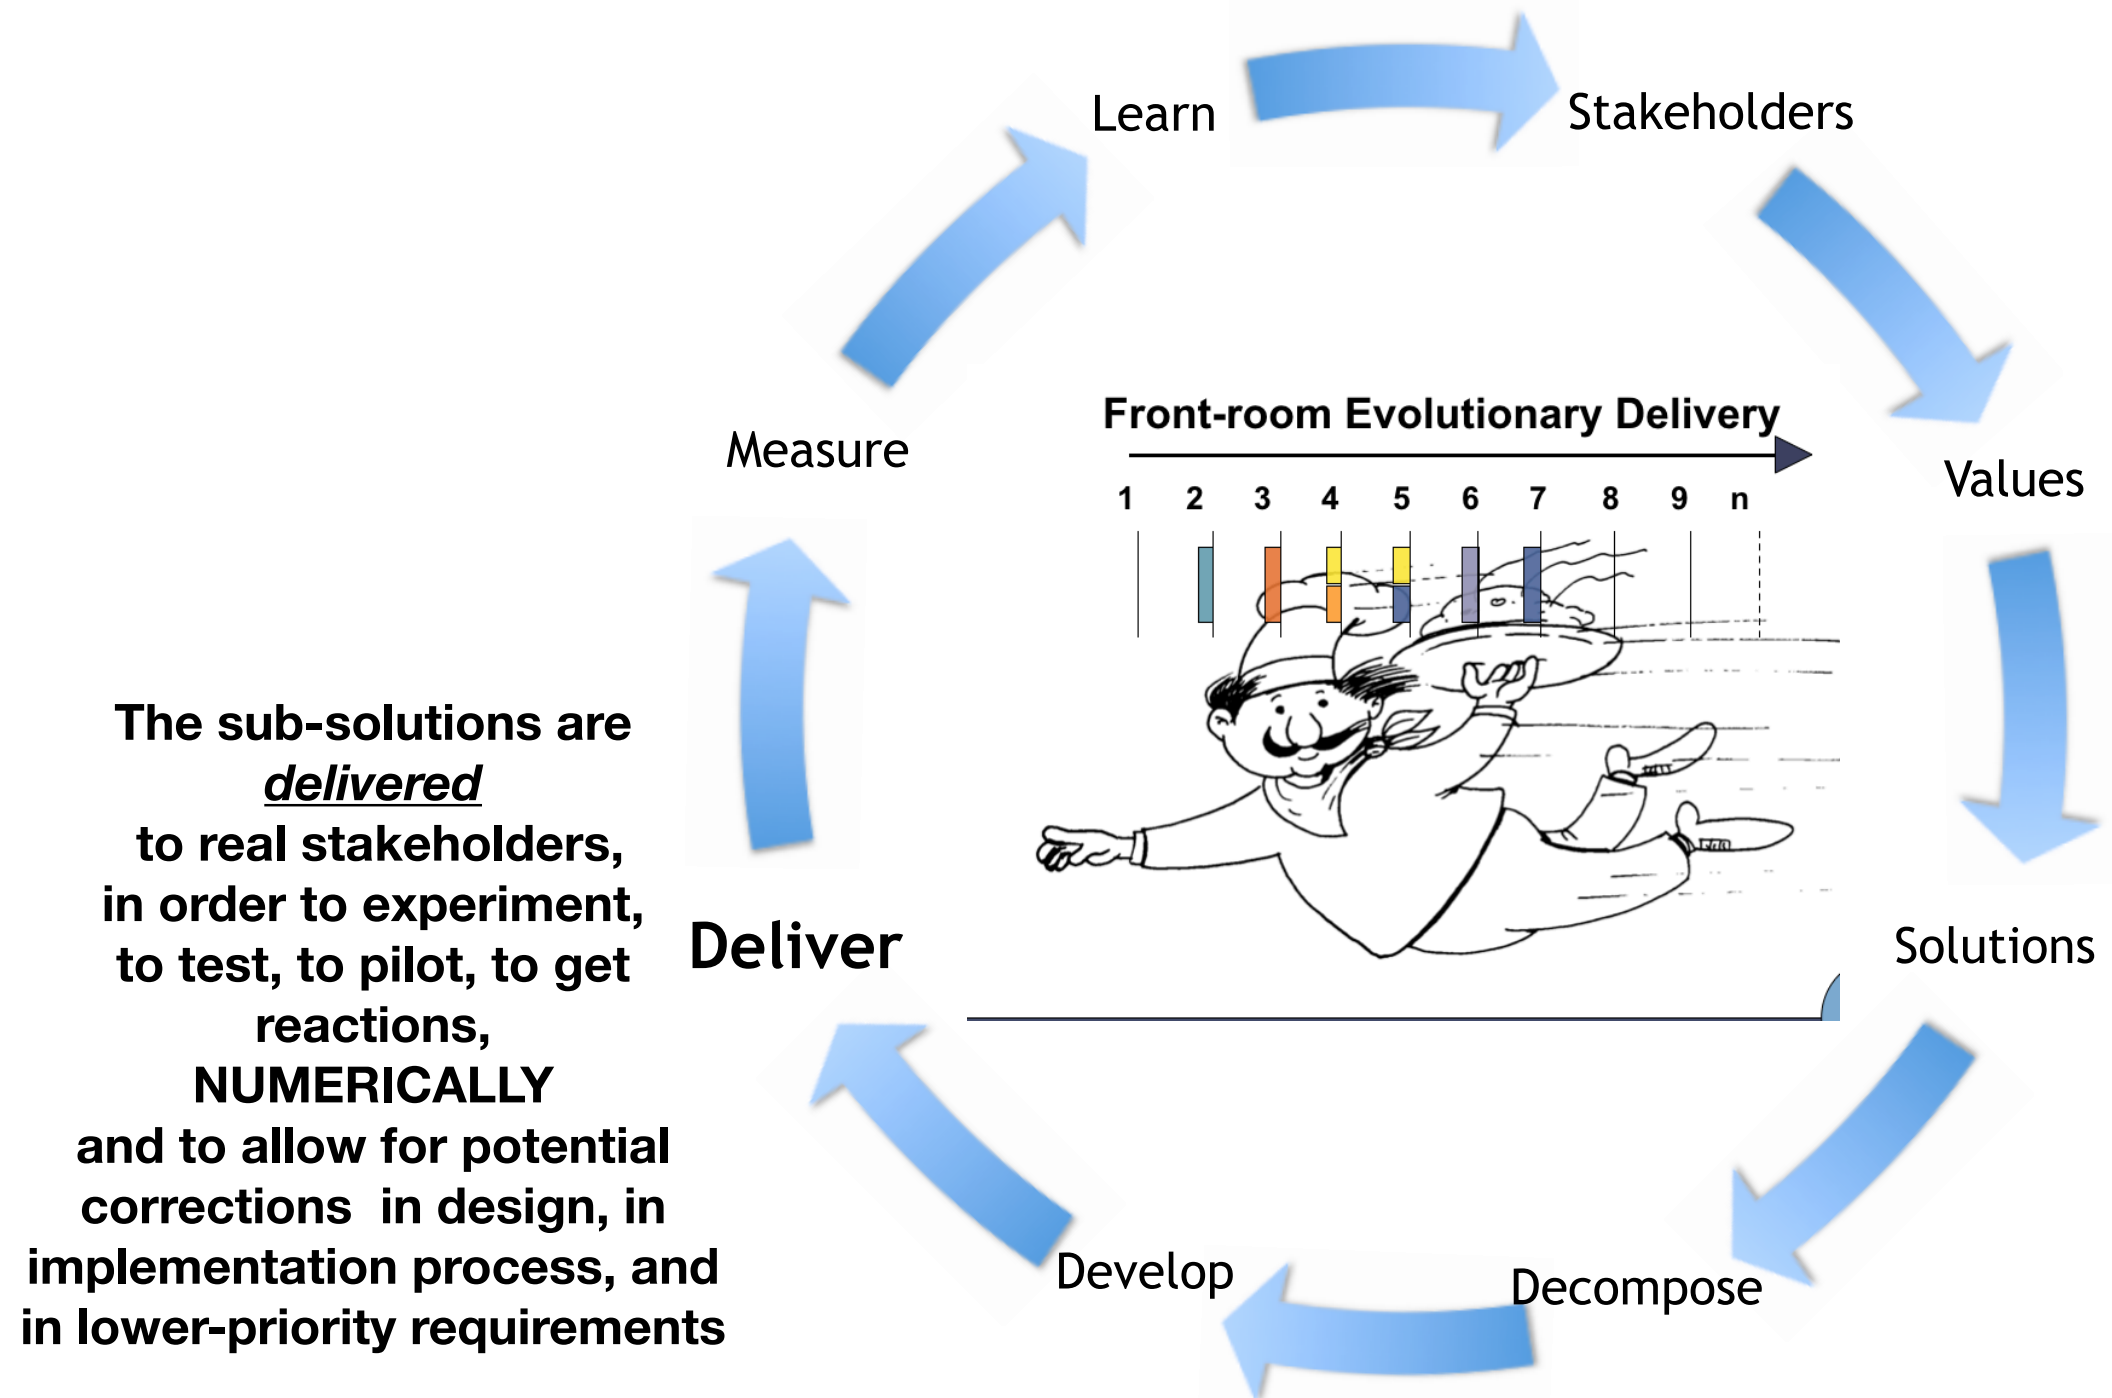 Learn
Stakeholders
Values
Solutions
Decompose
Develop
Deliver
Measure
Front-room Evolutionary Delivery
1 2 3 4 5 6 7 8 9 n
The sub-solutions are
delivered
to real stakeholders,
in order to experiment,
to test, to pilot, to get
reactions,
NUMERICALLY
and to allow for potential
corrections in design, in
implementation process, and
in lower-priority requirements